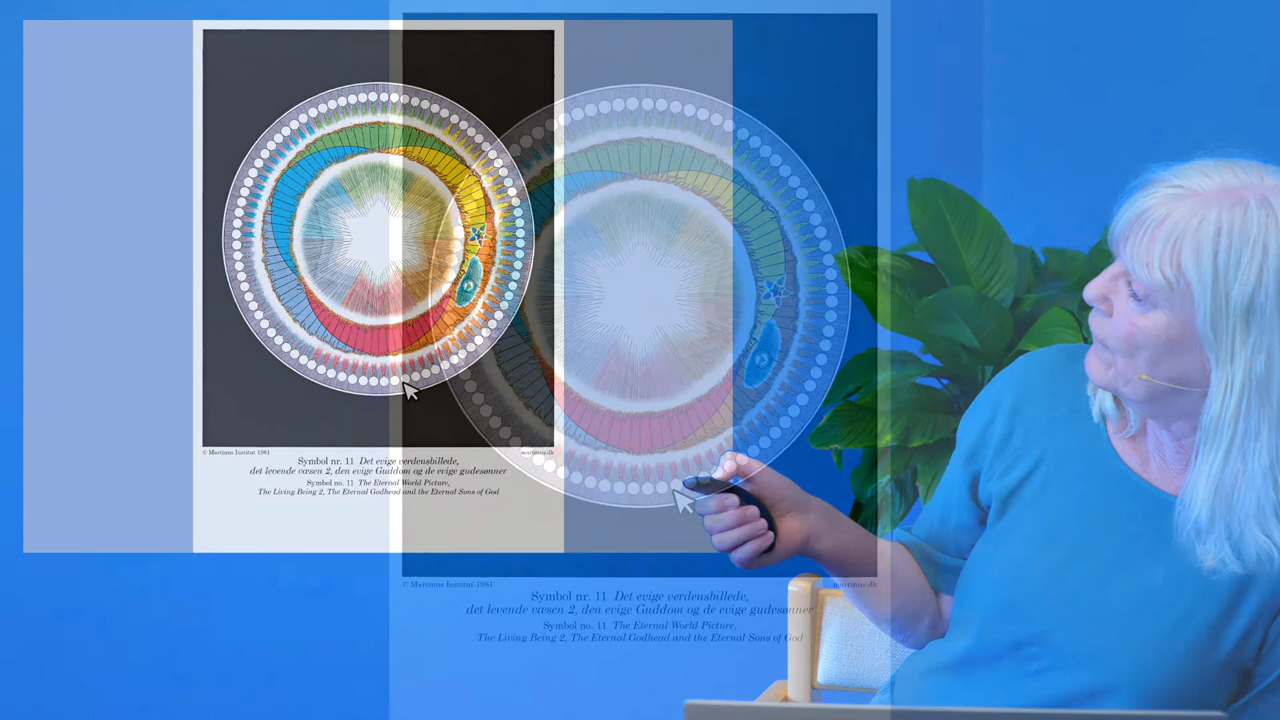 © Martinus Institut 1981
martinus.dk
Symbol nr. 11 Det evige verdensbillede,
det levende væsen 2, den evige Guddom og de evige gudesønner
Symbol no. 11 The Eternal World Picture,
The Living Being 2, The Eternal Godhead and the Eternal Sons of God
© Martinus Institut 1981
martinus.dk
Symbol nr. 11 Det evige verdensbillede,
det levende væsen 2, den evige Guddom og de evige gudesønner
Symbol no. 11 The Eternal World Picture,
The Living Being 2, The Eternal Godhead and the Eternal Sons of God